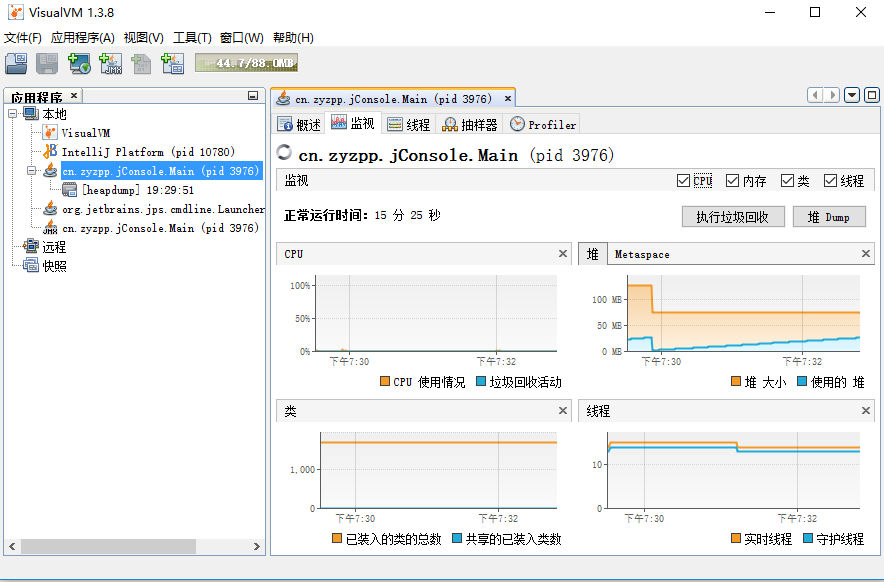 VisualVM 1.3.8
文件(F) 应用程序(A) 视图(V) 工具(T) 窗口(W) 帮助(H)
44.7/88.0MB
应用程序
本地
VisualVM
IntelliJ Platform (pid 10780)
cn.zyzpp.jConsole.Main (pid 3976)
[heapdump] 19:29:51
org.jetbrains.jps.cmdline.Launcher
cn.zyzpp.jConsole.Main (pid 3976)
远程
快照
cn.zyzpp.jConsole.Main (pid 3976)
概述 监视 线程 抽样器 Profiler
cn.zyzpp.jConsole.Main (pid 3976)
监视 CPU 内存 类 线程
正常运行时间: 15 分 25 秒
执行垃圾回收 堆 Dump
CPU
100%
50%
0%
下午7:30 下午7:32
CPU 使用情况 垃圾回收活动
堆 Metaspace
100 MB
50 MB
0 MB
下午7:30 下午7:32
堆 大小 使用的 堆
类
1,000
0
下午7:30 下午7:32
已装入的类的总数 共享的已装入类数
线程
10
0
下午7:30 下午7:32
实时线程 守护线程